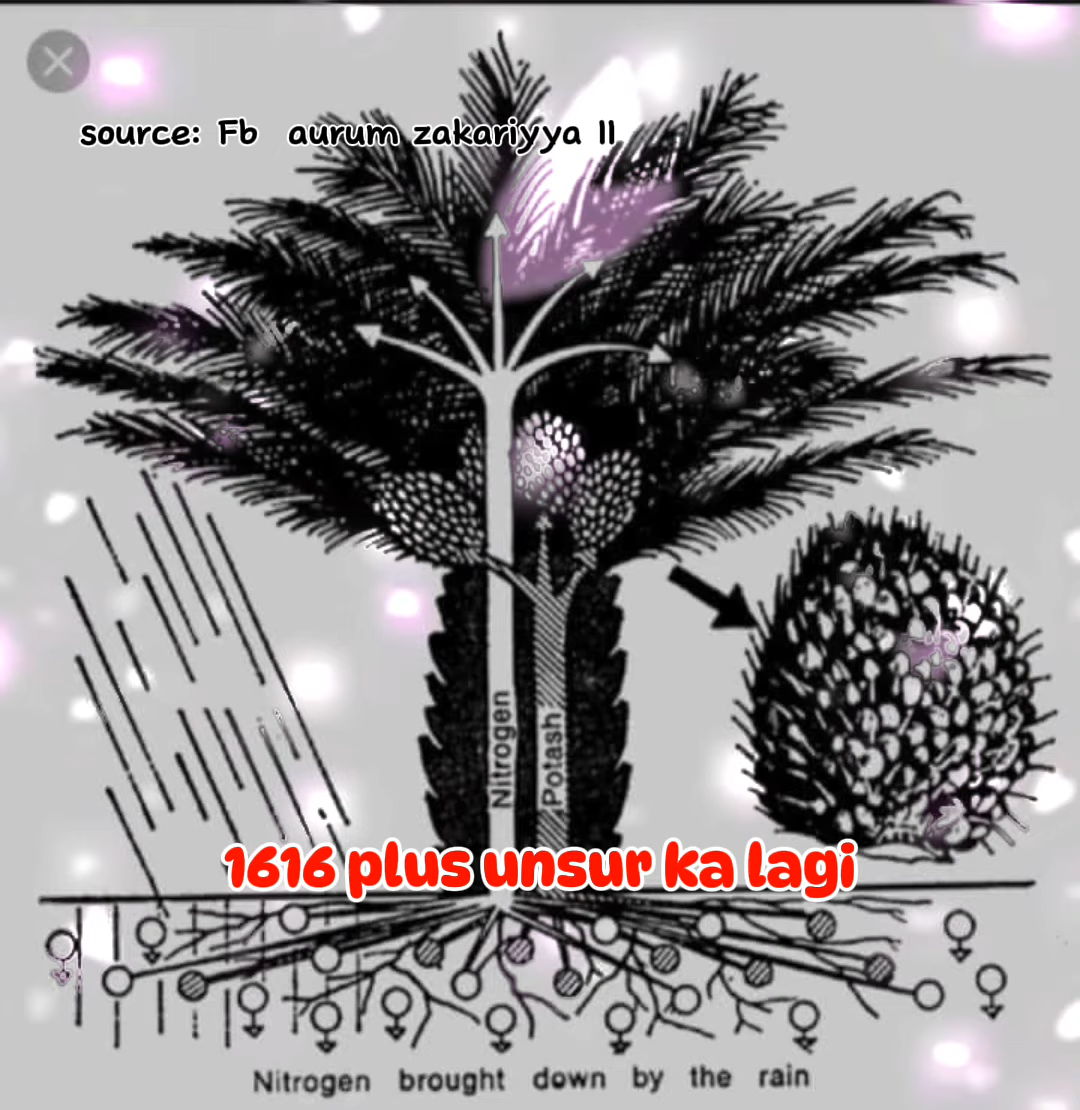 source: Fb aurum zakariyya II
Nitrogen
Potash
1616 plus unsur ka lagi
Nitrogen brought down by the rain